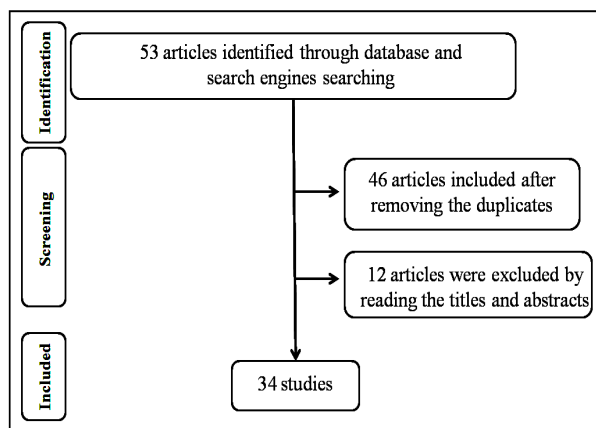 Identification
53 articles identified through database and
search engines searching
Screening
46 articles included after
removing the duplicates
12 articles were excluded by
reading the titles and abstracts
Included
34 studies